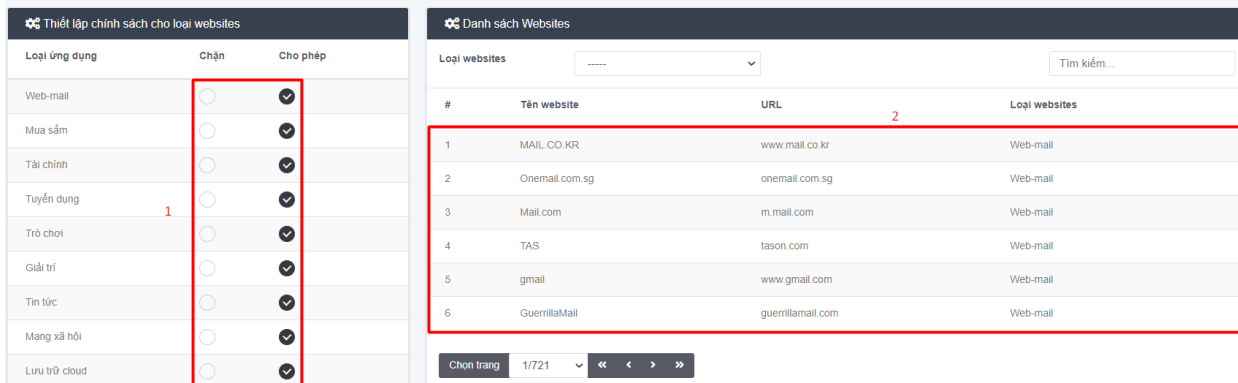 Thiết lập chính sách cho loại websites
Loại ứng dụng Chặn Cho phép
Web-mail
Mua sắm
Tài chính
Tuyển dụng
1
Trò chơi
Giải trí
Tin tức
Mạng xã hội
Lưu trữ cloud
Danh sách Websites
Loại websites ----- Tìm kiếm...
# Tên website URL Loại websites
2
1 MAIL.CO.KR www.mail.co.kr Web-mail
2 Onemail.com.sg onemail.com.sg Web-mail
3 Mail.com m.mail.com Web-mail
4 TAS tason.com Web-mail
5 gmail www.gmail.com Web-mail
6 GuerrillaMail guerrillamail.com Web-mail
Chọn trang 1/721 « ‹ › »